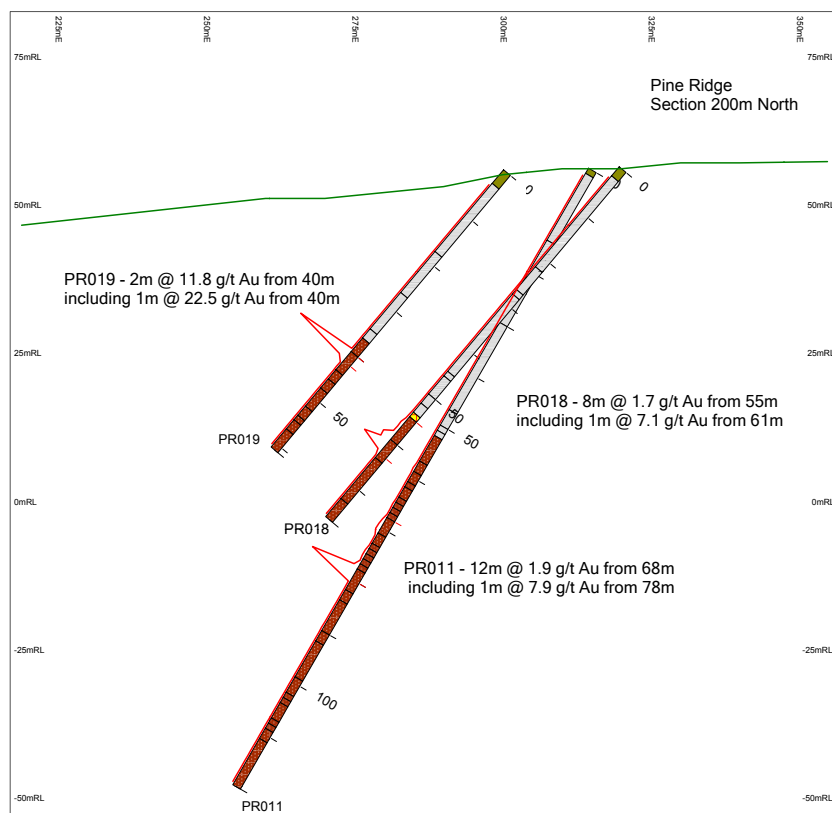 225mE
250mE
275mE
300mE
325mE
350mE
75mRL
75mRL
Pine Ridge
Section 200m North
0
0
0
50mRL
50mRL
PR019 - 2m @ 11.8 g/t Au from 40m
including 1m @ 22.5 g/t Au from 40m
25mRL
25mRL
PR018 - 8m @ 1.7 g/t Au from 55m
including 1m @ 7.1 g/t Au from 61m
50
50
50
PR019
0mRL
0mRL
PR018
PR011 - 12m @ 1.9 g/t Au from 68m
including 1m @ 7.9 g/t Au from 78m
-25mRL
-25mRL
100
-50mRL
-50mRL
PR011